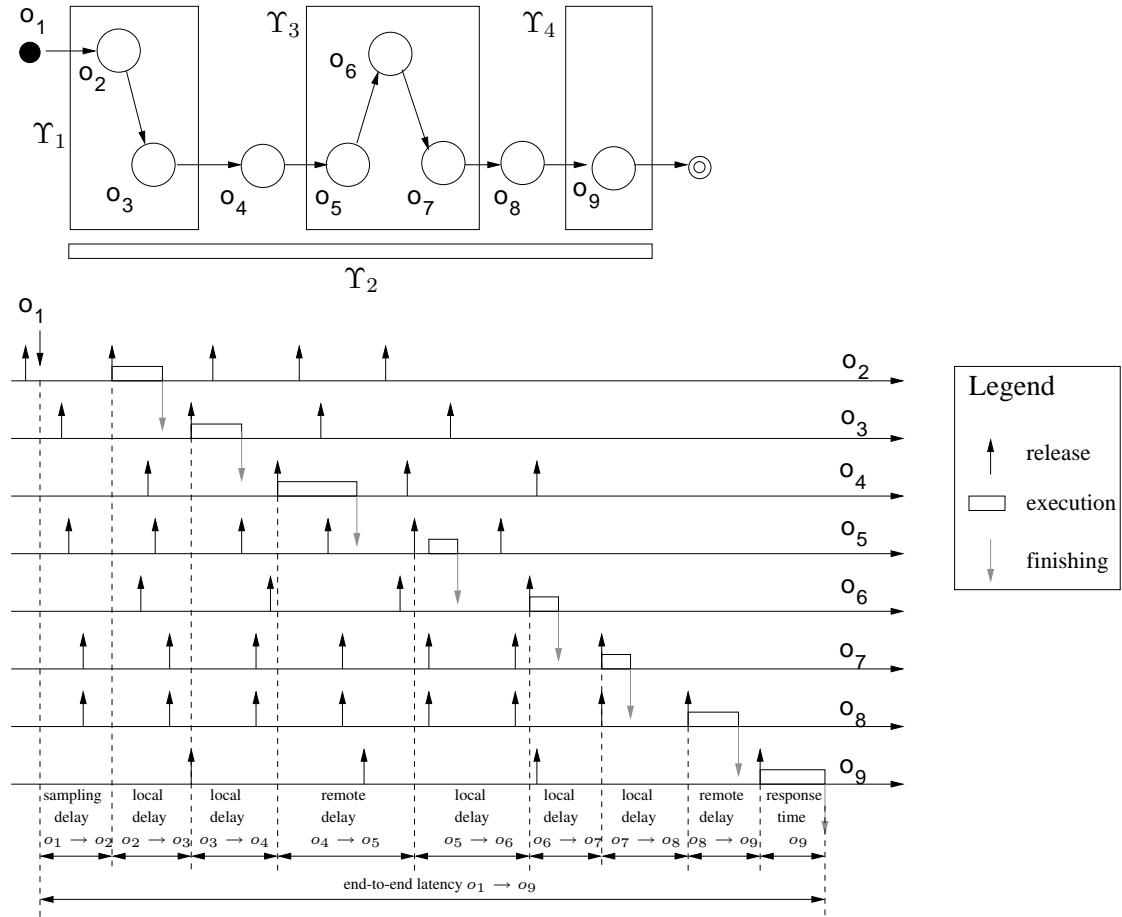 o₁
ϒ₃
ϒ₄
o₂
o₆
ϒ₁
o₃
o₄
o₅
o₇
o₈
o₉
ϒ₂
o₁
o₂
o₃
o₄
o₅
o₆
o₇
o₈
o₉
Legend
release
execution
finishing
sampling delay
o₁ → o₂
local delay
o₂ → o₃
local delay
o₃ → o₄
remote delay
o₄ → o₅
local delay
o₅ → o₆
local delay
o₆ → o₇
local delay
o₇ → o₈
remote delay
o₈ → o₉
response time
o₉
end-to-end latency o₁ → o₉